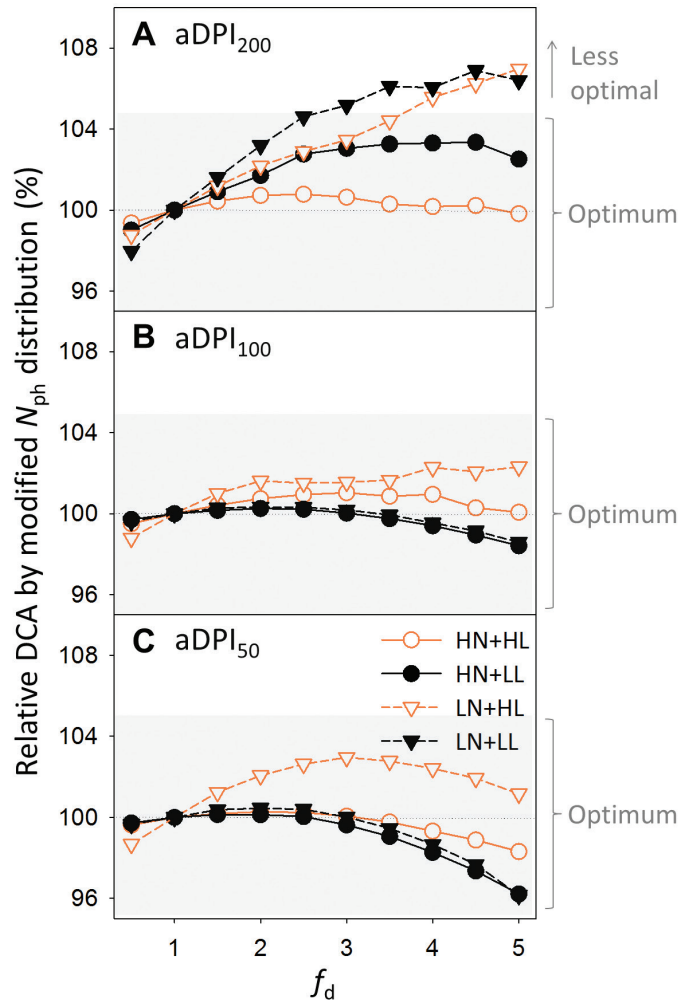 Relative DCA by modified Nph distribution (%)
A aDPI200
108
104
100
96
Less
optimal
Optimum
B aDPI100
108
104
100
96
Optimum
C aDPI50
108
104
100
96
HN+HL
HN+LL
LN+HL
LN+LL
Optimum
1 2 3 4 5
fd